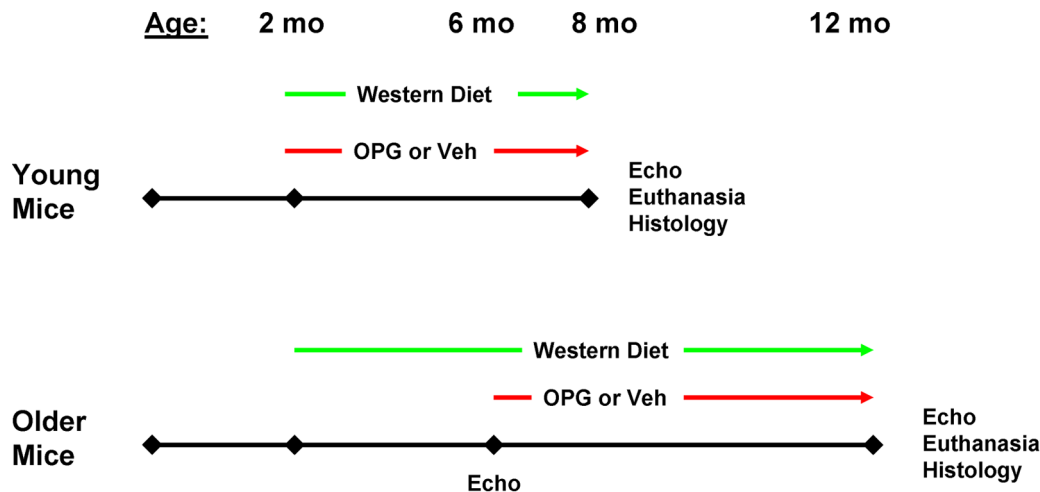 Age: 2 mo 6 mo 8 mo 12 mo
Western Diet
OPG or Veh
Young
Mice
Echo
Euthanasia
Histology
Western Diet
OPG or Veh
Older
Mice
Echo
Euthanasia
Histology
Echo